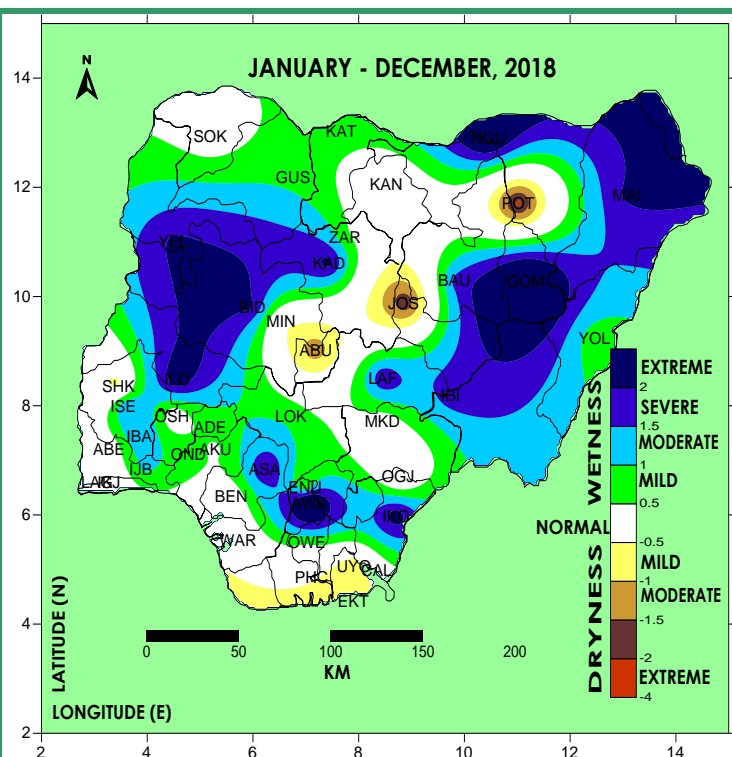 JANUARY - DECEMBER, 2018
N
14
12
10
8
6
4
2
2
4
6
8
10
12
14
SOK
KAT
NGU
GUS
KAN
POT
MAI
YEL
ZAR
KAD
BAU
GOM
BID
MIN
JOS
ABU
YOL
SHK
ILO
LAF
IBI
ISE
OSH
LOK
MKD
IBA
ADE
ABE
OND
AKU
IJB
ASA
OGJ
IKJ
BEN
ENU
AWK
IKO
WAR
OWE
PHC
UYO
CAL
EKT
0 50 100 150 200
KM
LATITUDE (N)
LONGITUDE (E)
WETNESS
DRYNESS
EXTREME
2
SEVERE
1.5
MODERATE
1
MILD
0.5
NORMAL
-0.5
MILD
-1
MODERATE
-1.5
-2
EXTREME
-4